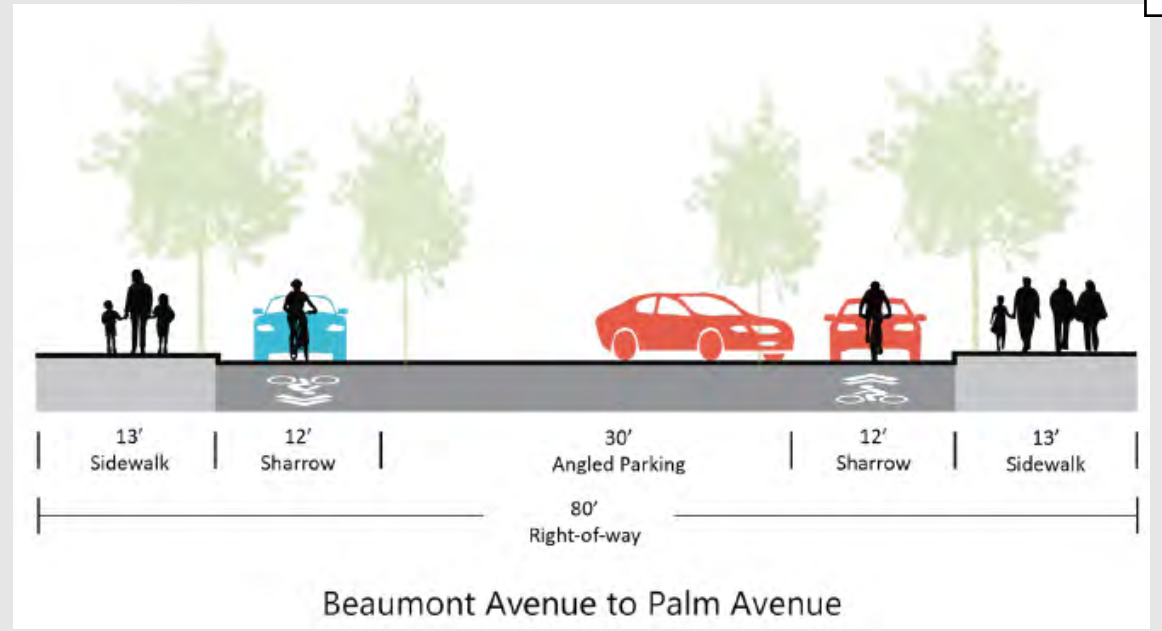 13’ 12’ 30’ 12’ 13’
Sidewalk Sharrow Angled Parking Sharrow Sidewalk
80’
Right-of-way
Beaumont Avenue to Palm Avenue